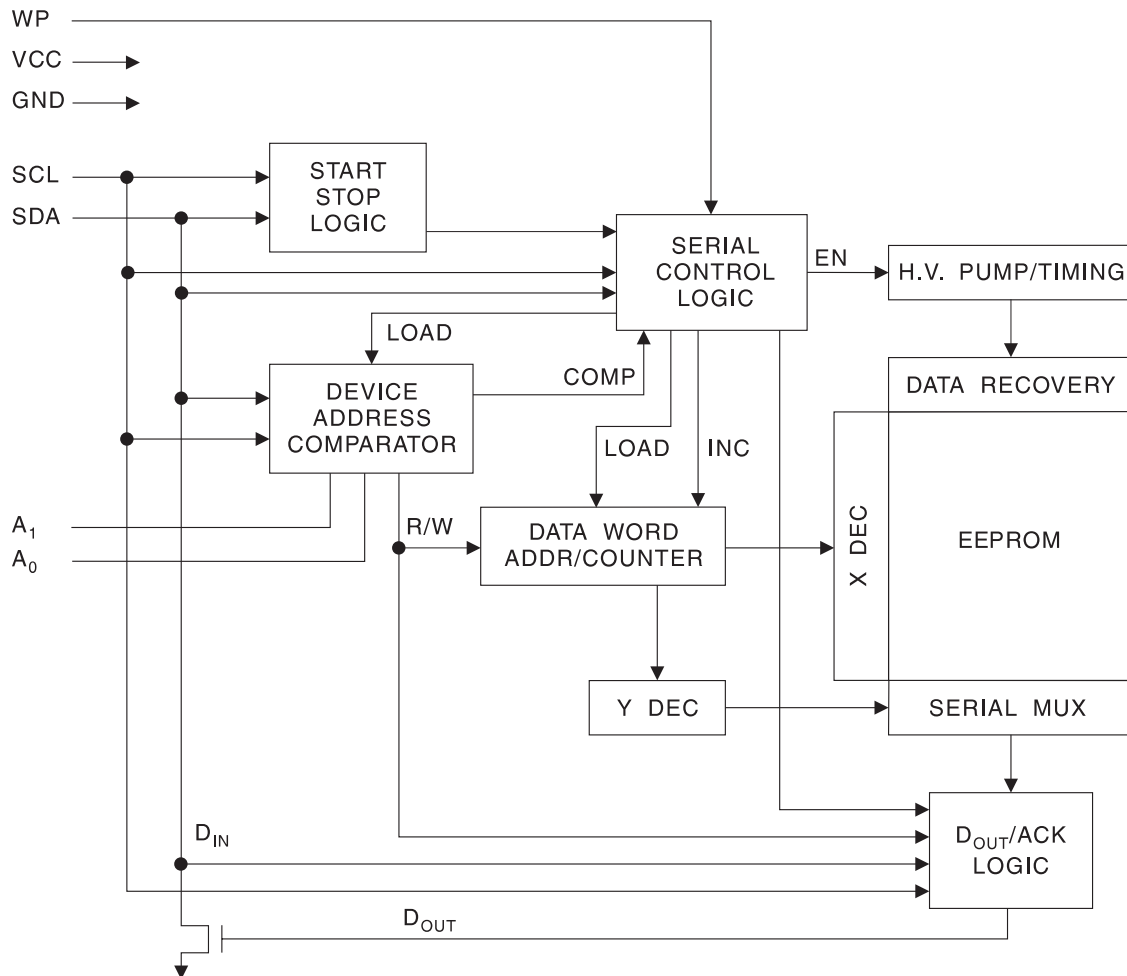 WP
VCC
GND
SCL
SDA
START
STOP
LOGIC
SERIAL
CONTROL
LOGIC
EN
H.V. PUMP/TIMING
LOAD
COMP
DEVICE
ADDRESS
COMPARATOR
DATA RECOVERY
LOAD
INC
A1
A0
R/W
DATA WORD
ADDR/COUNTER
X DEC
EEPROM
Y DEC
SERIAL MUX
DIN
DOUT/ACK
LOGIC
DOUT